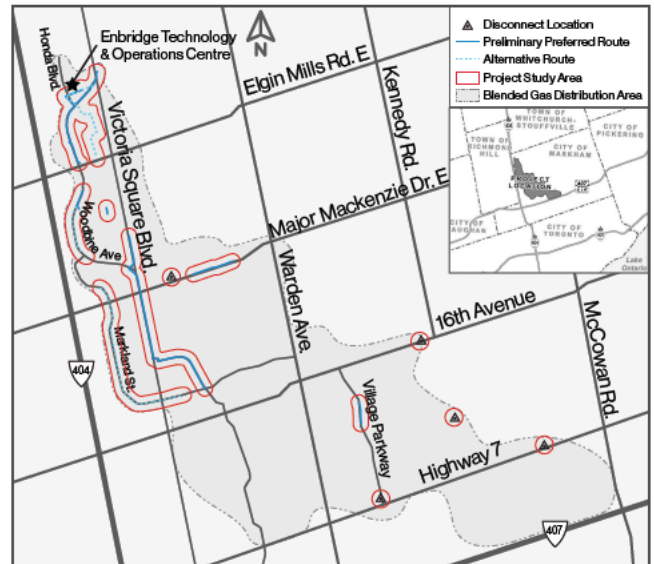 Enbridge Technology
& Operations Centre
Honda Blvd.
Victoria Square Blvd.
Elgin Mills Rd. E
Kennedy Rd.
Major Mackenzie Dr. E
Woodbine Ave
Warden Ave.
16th Avenue
McCowan Rd.
404
Markland St.
Village Parkway
Highway 7
407
Disconnect Location
Preliminary Preferred Route
Alternative Route
Project Study Area
Blended Gas Distribution Area
TOWN OF
WHITCHURCH-
STOUFFVILLE
CITY OF
PICKERING
TOWN OF
RICHMOND
HILL
CITY OF
MARKHAM
PROJECT
LOCATION
407
CITY OF
VAUGHAN
CITY OF
TORONTO
Lake
Ontario